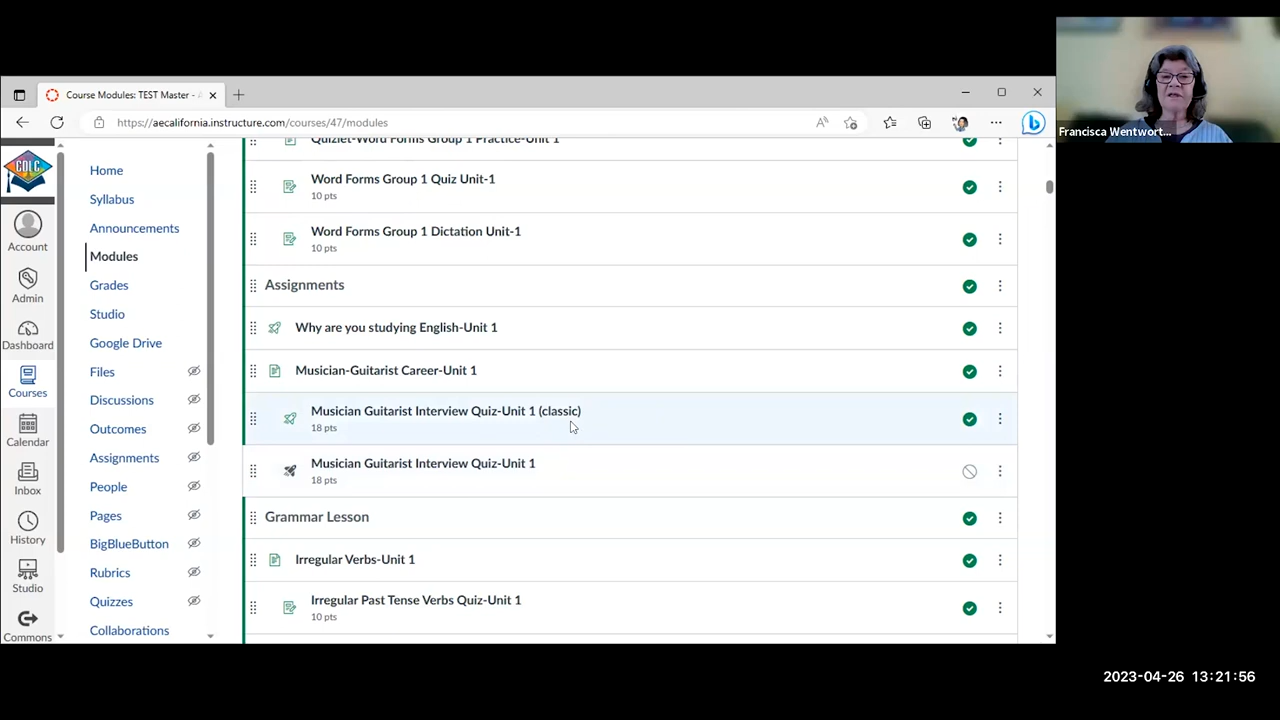 Course Modules: TEST Master - A
https://aecalifornia.instructure.com/courses/47/modules
Francisca Wentwort...
COLC
Account
Admin
Dashboard
Courses
Calendar
Inbox
History
Studio
Commons
Home
Syllabus
Announcements
Modules
Grades
Studio
Google Drive
Files
Discussions
Outcomes
Assignments
People
Pages
BigBlueButton
Rubrics
Quizzes
Collaborations
Quizlet-Word Forms Group 1 Practice-Unit 1
Word Forms Group 1 Quiz Unit-1
10 pts
Word Forms Group 1 Dictation Unit-1
10 pts
Assignments
Why are you studying English-Unit 1
Musician-Guitarist Career-Unit 1
Musician Guitarist Interview Quiz-Unit 1 (classic)
18 pts
Musician Guitarist Interview Quiz-Unit 1
18 pts
Grammar Lesson
Irregular Verbs-Unit 1
Irregular Past Tense Verbs Quiz-Unit 1
10 pts
2023-04-26 13:21:56